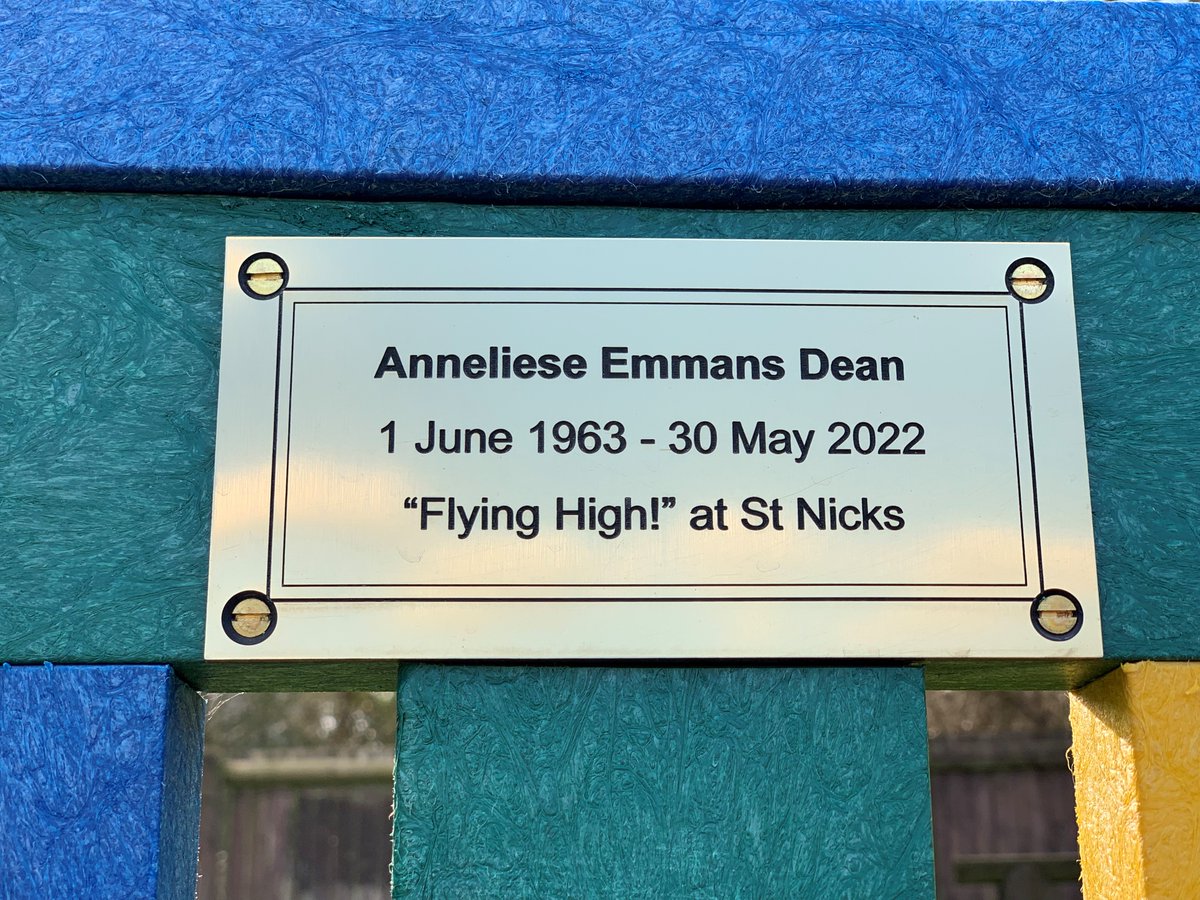 Anneliese Emmans Dean
1 June 1963 - 30 May 2022
“Flying High!” at St Nicks